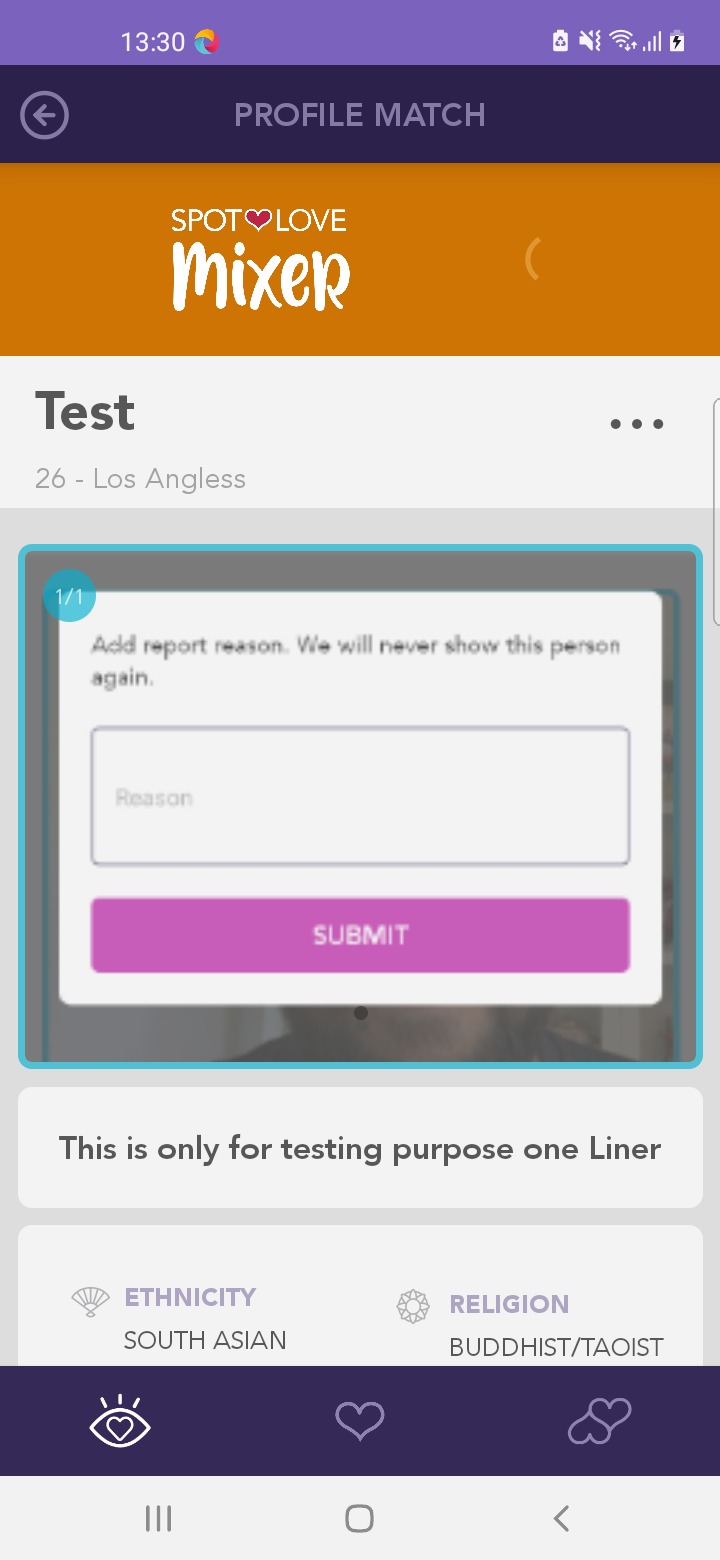 13:30
PROFILE MATCH
SPOT LOVE
Mixer
Test
26 - Los Angless
1/1
Add report reason. We will never show this person
again.
Reason
SUBMIT
This is only for testing purpose one Liner
ETHNICITY
RELIGION
SOUTH ASIAN
BUDDHIST/TAOIST